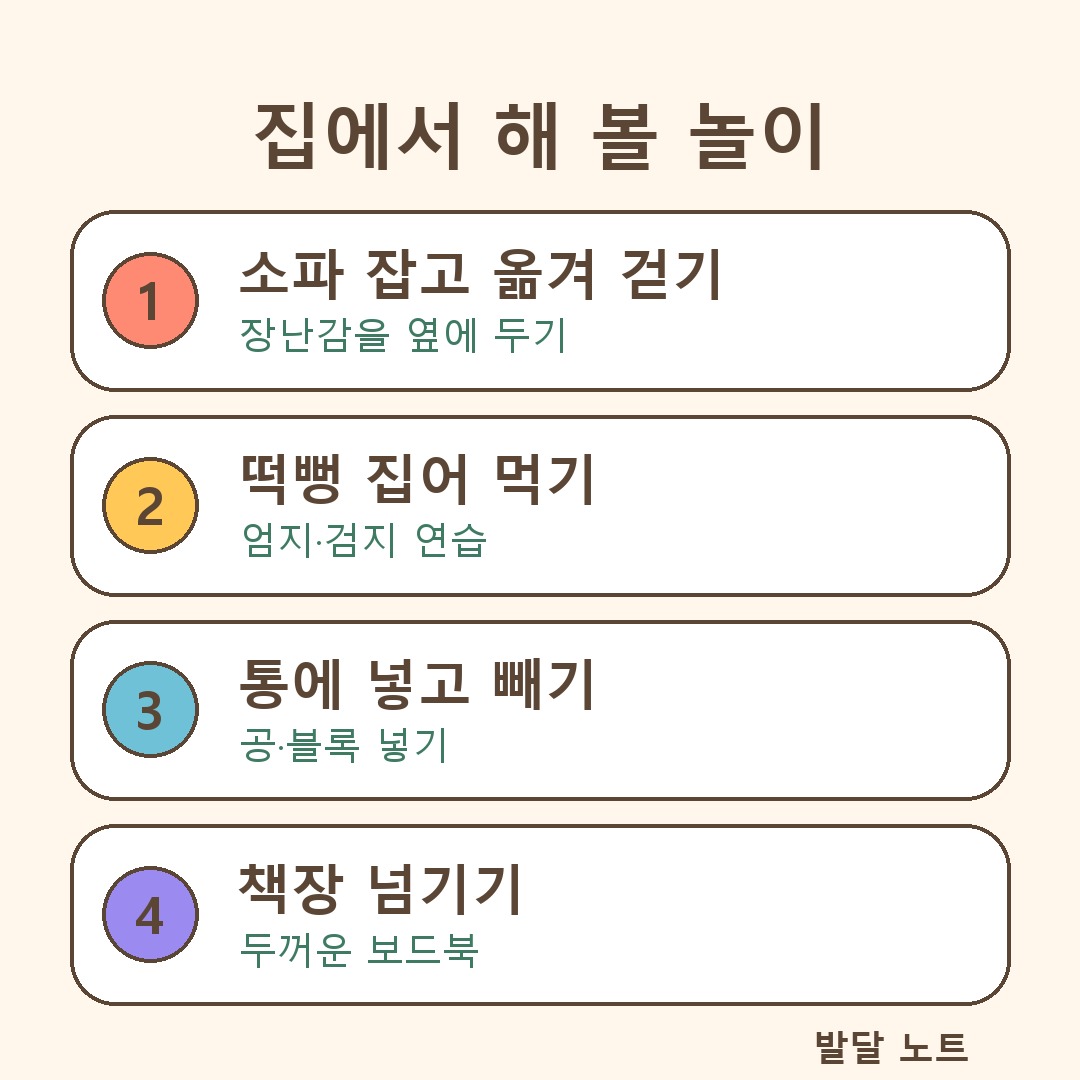 집에서 해 볼 놀이
1
소파 잡고 옮겨 걷기
장난감을 옆에 두기
2
떡뻥 집어 먹기
엄지·검지 연습
3
통에 넣고 빼기
공·블록 넣기
4
책장 넘기기
두꺼운 보드북
발달 노트